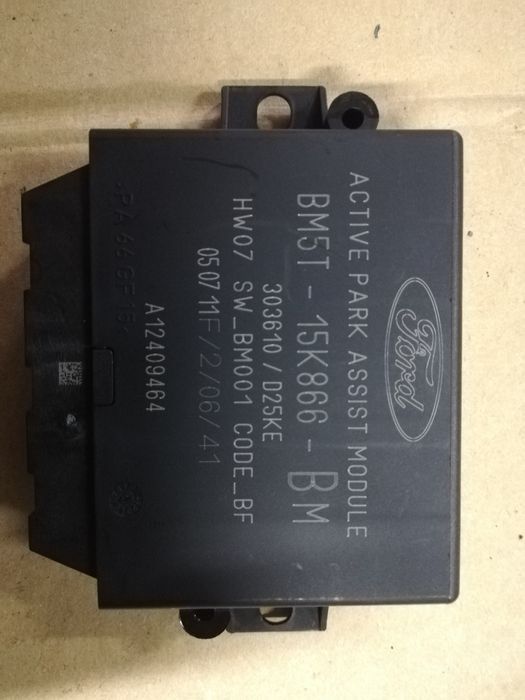 Ford
ACTIVE PARK ASSIST MODULE
BM5T - 15K866 - BM
303610 / D25KE
HW07 SW_BM001 CODE_BF
050711F/2/06/41
A12409464
>PA66GF15<